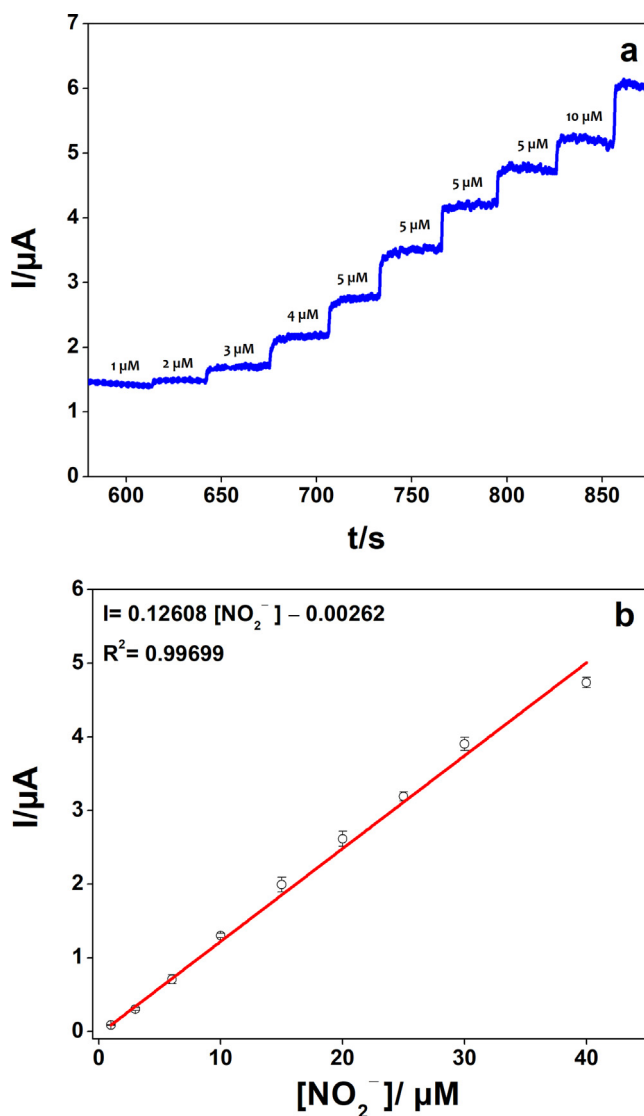 a
7
6
5
4
3
2
1
0
I/µA
1 µM
2 µM
3 µM
4 µM
5 µM
5 µM
5 µM
5 µM
10 µM
600 650 700 750 800 850
t/s
b
I= 0.12608 [NO₂⁻] – 0.00262
R²= 0.99699
6
5
4
3
2
1
0
I/µA
0 10 20 30 40
[NO₂⁻]/ µM